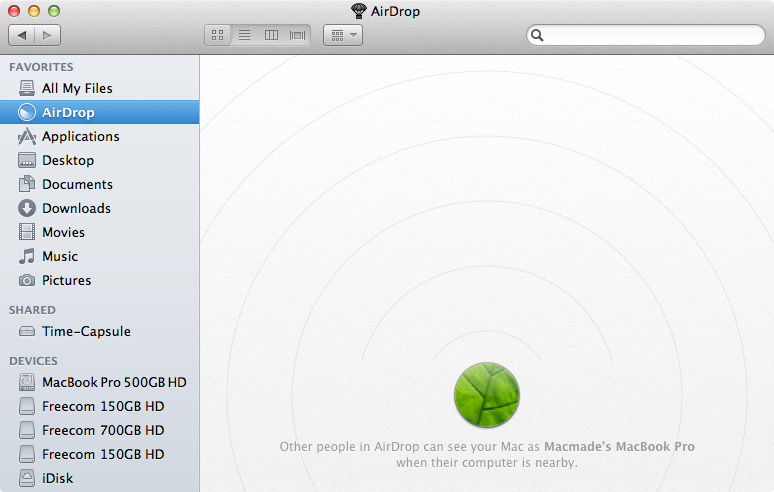 AirDrop
FAVORITES
All My Files
AirDrop
Applications
Desktop
Documents
Downloads
Movies
Music
Pictures
SHARED
Time-Capsule
DEVICES
MacBook Pro 500GB HD
Freecom 150GB HD
Freecom 700GB HD
Freecom 150GB HD
iDisk
Other people in AirDrop can see your Mac as Macmade's MacBook Pro
when their computer is nearby.